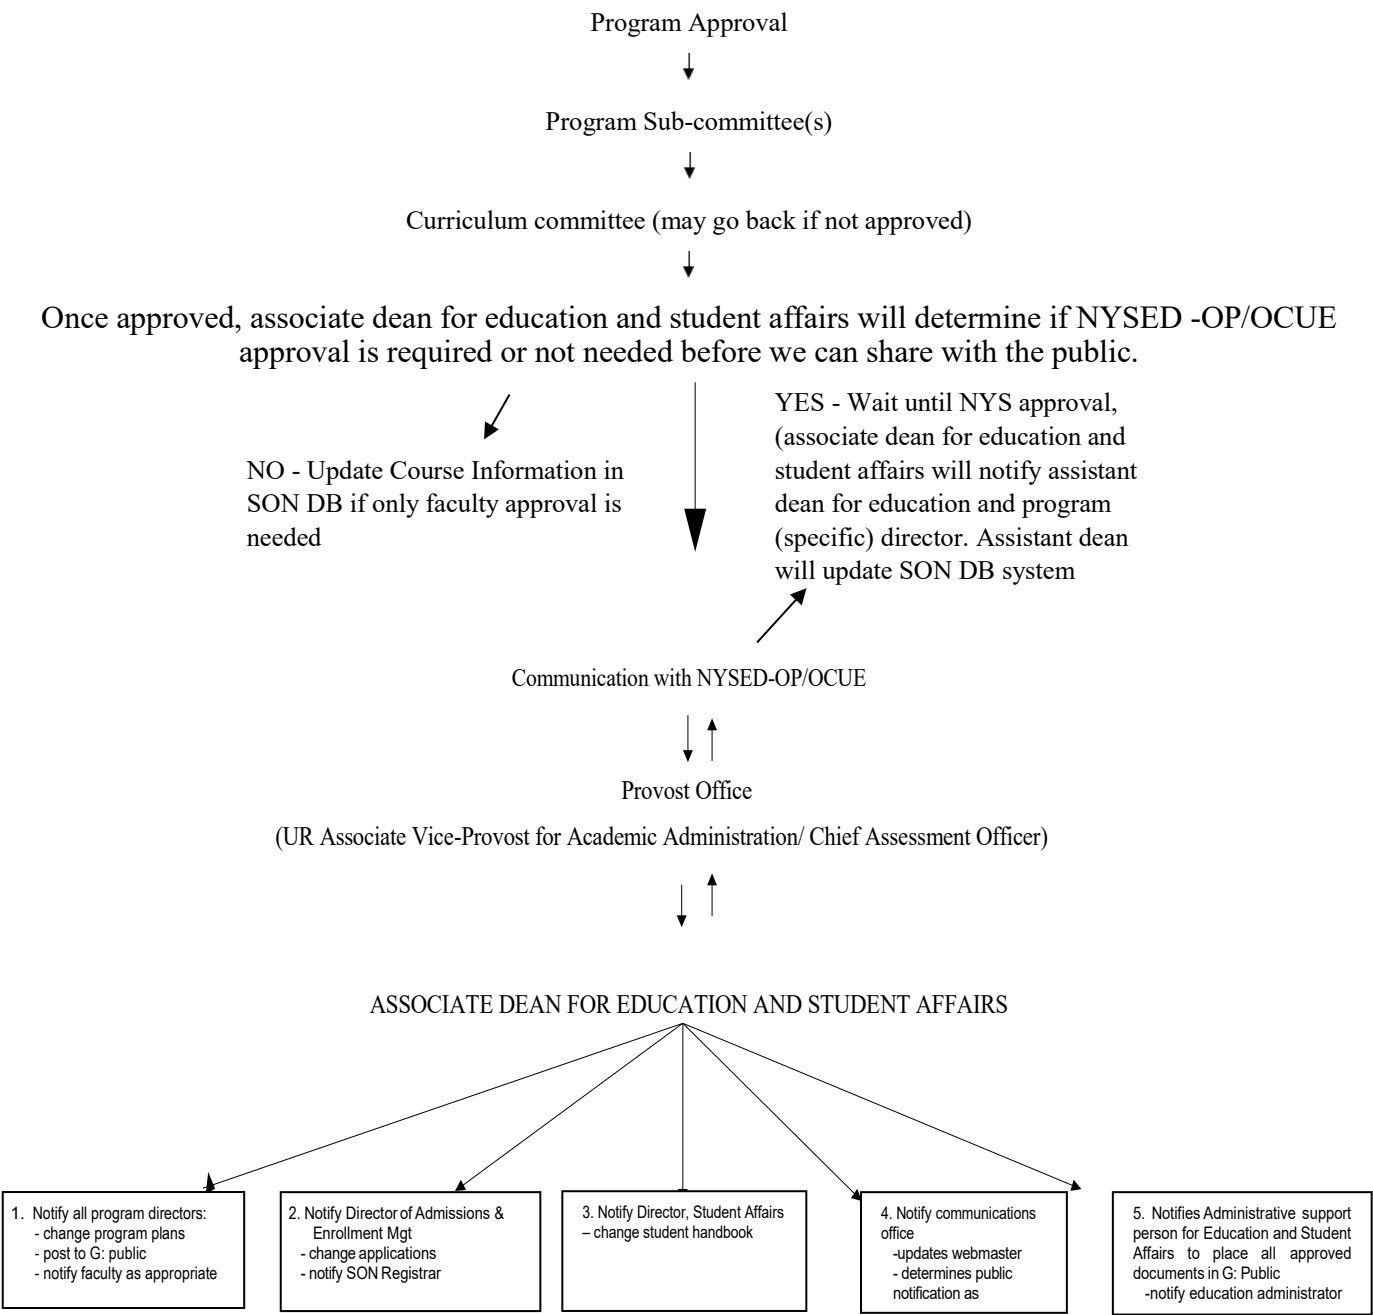 Program Approval
Program Sub-committee(s)
Curriculum committee (may go back if not approved)
Once approved, associate dean for education and student affairs will determine if NYSED -OP/OCUE
approval is required or not needed before we can share with the public.
NO - Update Course Information in
SON DB if only faculty approval is
needed
YES - Wait until NYS approval,
(associate dean for education and
student affairs will notify assistant
dean for education and program
(specific) director. Assistant dean
will update SON DB system
Communication with NYSED-OP/OCUE
Provost Office
(UR Associate Vice-Provost for Academic Administration/ Chief Assessment Officer)
ASSOCIATE DEAN FOR EDUCATION AND STUDENT AFFAIRS
1. Notify all program directors:
- change program plans
- post to G: public
- notify faculty as appropriate
2. Notify Director of Admissions &
Enrollment Mgt
- change applications
- notify SON Registrar
3. Notify Director, Student Affairs
– change student handbook
4. Notify communications
office
-updates webmaster
- determines public
notification as
5. Notifies Administrative support
person for Education and Student
Affairs to place all approved
documents in G: Public
-notify education administrator